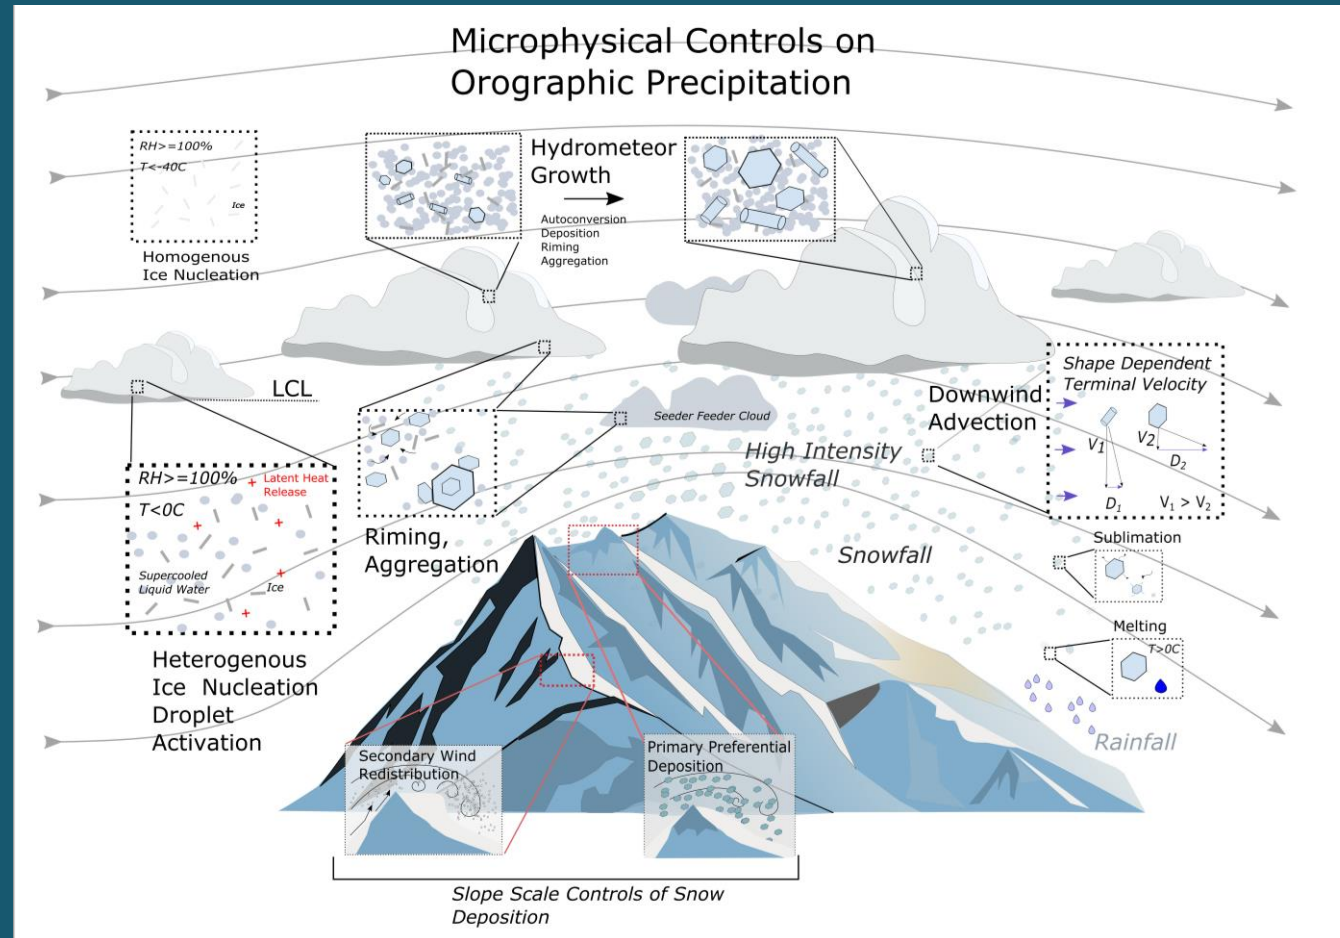 Microphysical Controls on
Orographic Precipitation
RH>=100%
T<-40C
Ice
Homogenous
Ice Nucleation
Hydrometeor
Growth
Autoconversion
Deposition
Riming
Aggregation
LCL
RH>=100%
Latent Heat
Release
T<0C
Supercooled
Liquid Water
Ice
Heterogenous
Ice Nucleation
Droplet
Activation
Riming,
Aggregation
Seeder Feeder Cloud
High Intensity
Snowfall
Snowfall
Downwind
Advection
Shape Dependent
Terminal Velocity
V1
V2
D2
D1
V1 > V2
Sublimation
Melting
T>0C
Rainfall
Secondary Wind
Redistribution
Primary Preferential
Deposition
Slope Scale Controls of Snow
Deposition